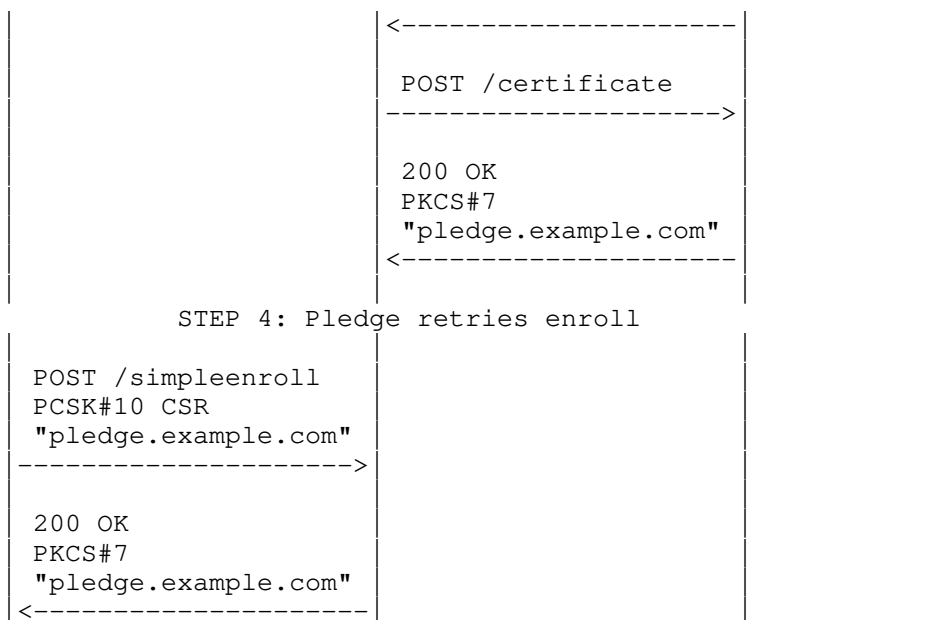 POST /certificate
200 OK
PKCS#7
"pledge.example.com"
STEP 4: Pledge retries enroll
POST /simpleenroll
PCSK#10 CSR
"pledge.example.com"
200 OK
PKCS#7
"pledge.example.com"